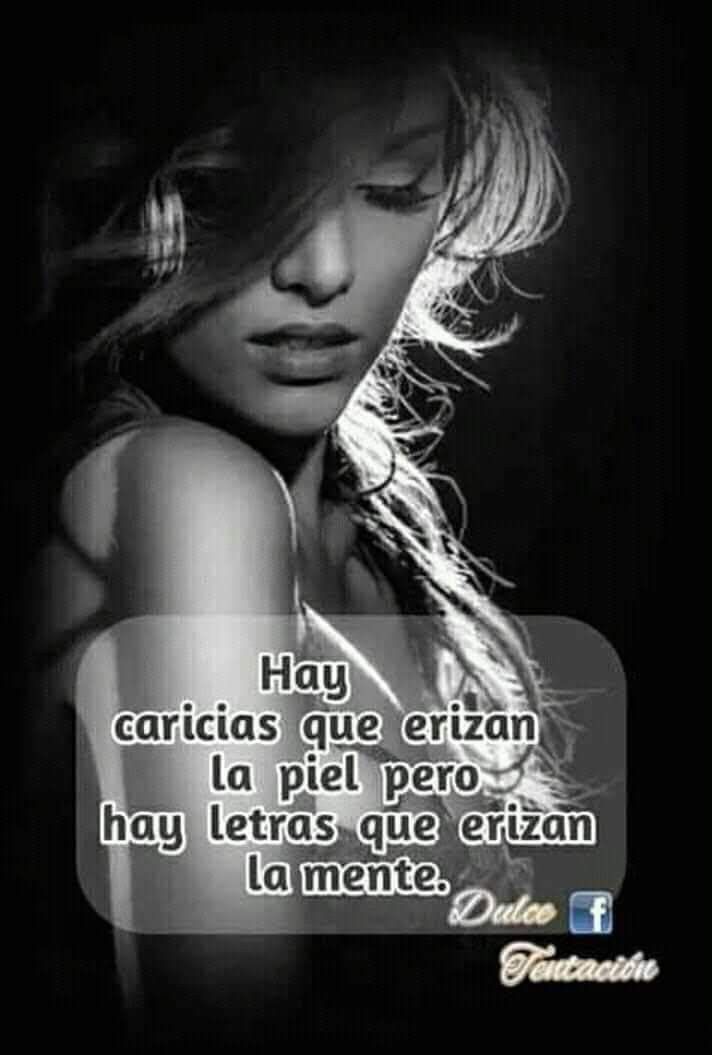 Hay
caricias que erizan
la piel pero
hay letras que erizan
la mente.
Dulce f
Tentación